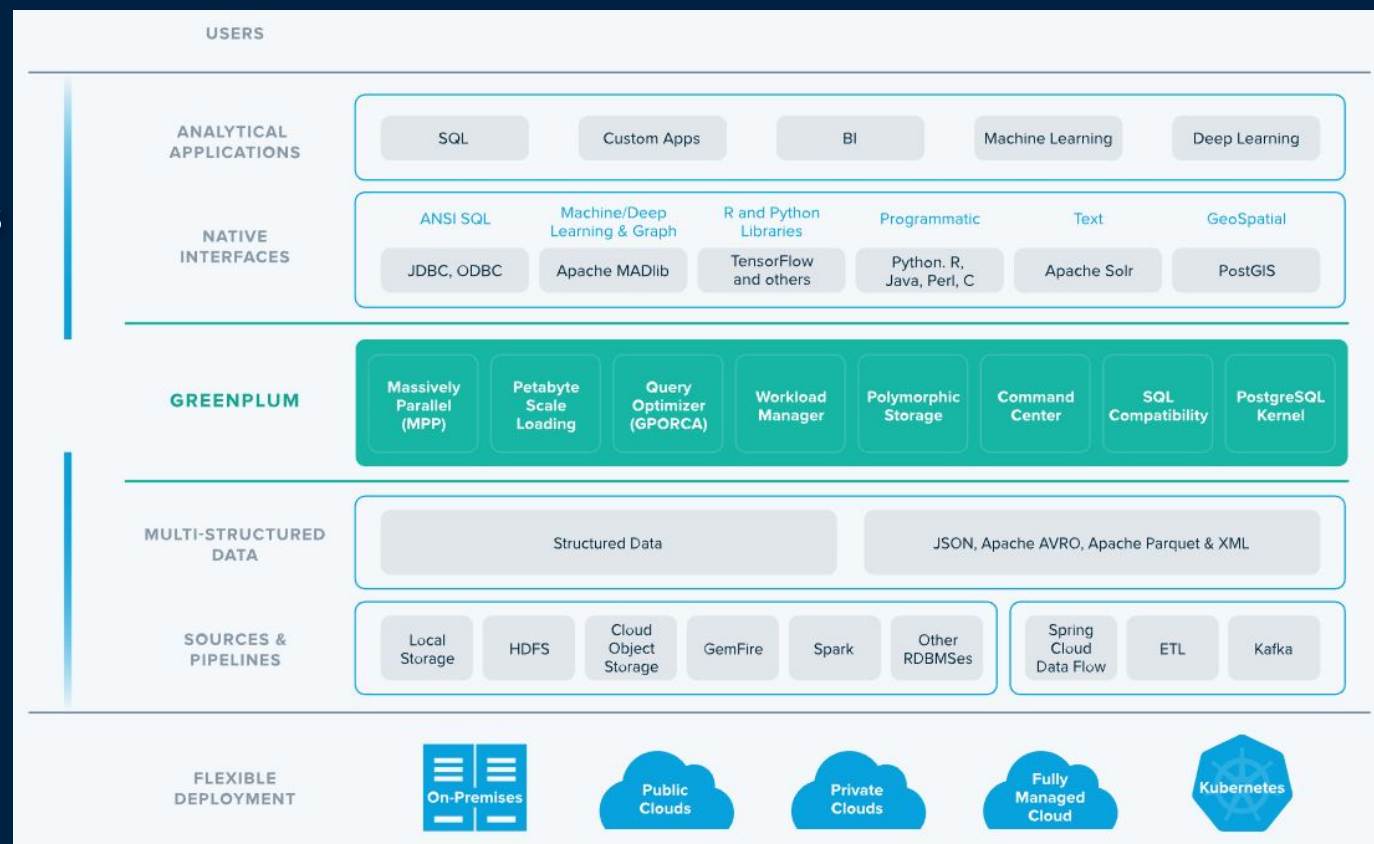 USERS
ANALYTICAL
APPLICATIONS
SQL
Custom Apps
BI
Machine Learning
Deep Learning
NATIVE
INTERFACES
ANSI SQL
Machine/Deep
Learning & Graph
R and Python
Libraries
Programmatic
Text
GeoSpatial
JDBC, ODBC
Apache MADlib
TensorFlow
and others
Python. R,
Java, Perl, C
Apache Solr
PostGIS
GREENPLUM
Massively
Parallel
(MPP)
Petabyte
Scale
Loading
Query
Optimizer
(GPORCA)
Workload
Manager
Polymorphic
Storage
Command
Center
SQL
Compatibility
PostgreSQL
Kernel
MULTI-STRUCTURED
DATA
Structured Data
JSON, Apache AVRO, Apache Parquet & XML
SOURCES &
PIPELINES
Local
Storage
HDFS
Cloud
Object
Storage
GemFire
Spark
Other
RDBMSes
Spring
Cloud
Data Flow
ETL
Kafka
FLEXIBLE
DEPLOYMENT
On-Premises
Public
Clouds
Private
Clouds
Fully
Managed
Cloud
Kubernetes